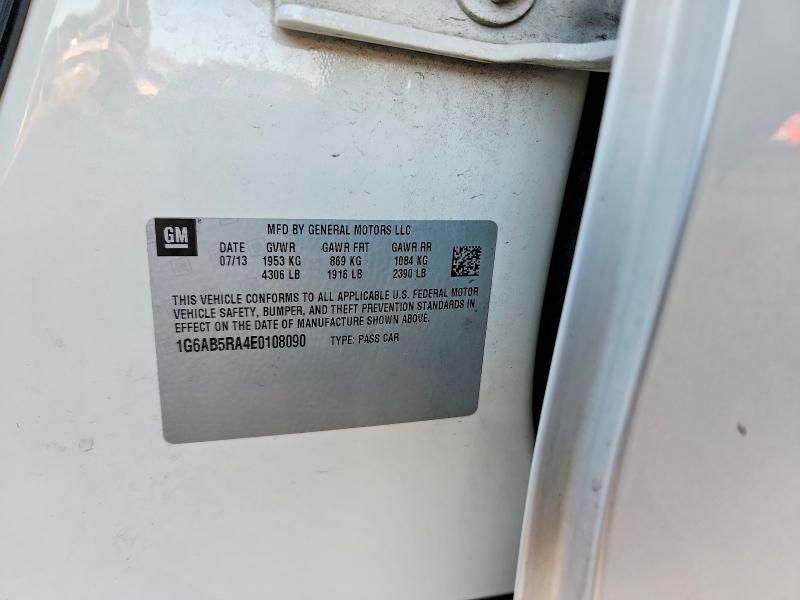 GM
MFD BY GENERAL MOTORS LLC
DATE GVWR GAWR FRT GAWR RR
07/13 1953 KG 869 KG 1084 KG
4306 LB 1916 LB 2390 LB
THIS VEHICLE CONFORMS TO ALL APPLICABLE U.S. FEDERAL MOTOR
VEHICLE SAFETY, BUMPER, AND THEFT PREVENTION STANDARDS IN
EFFECT ON THE DATE OF MANUFACTURE SHOWN ABOVE.
1G6AB5RA4E0108090 TYPE: PASS CAR